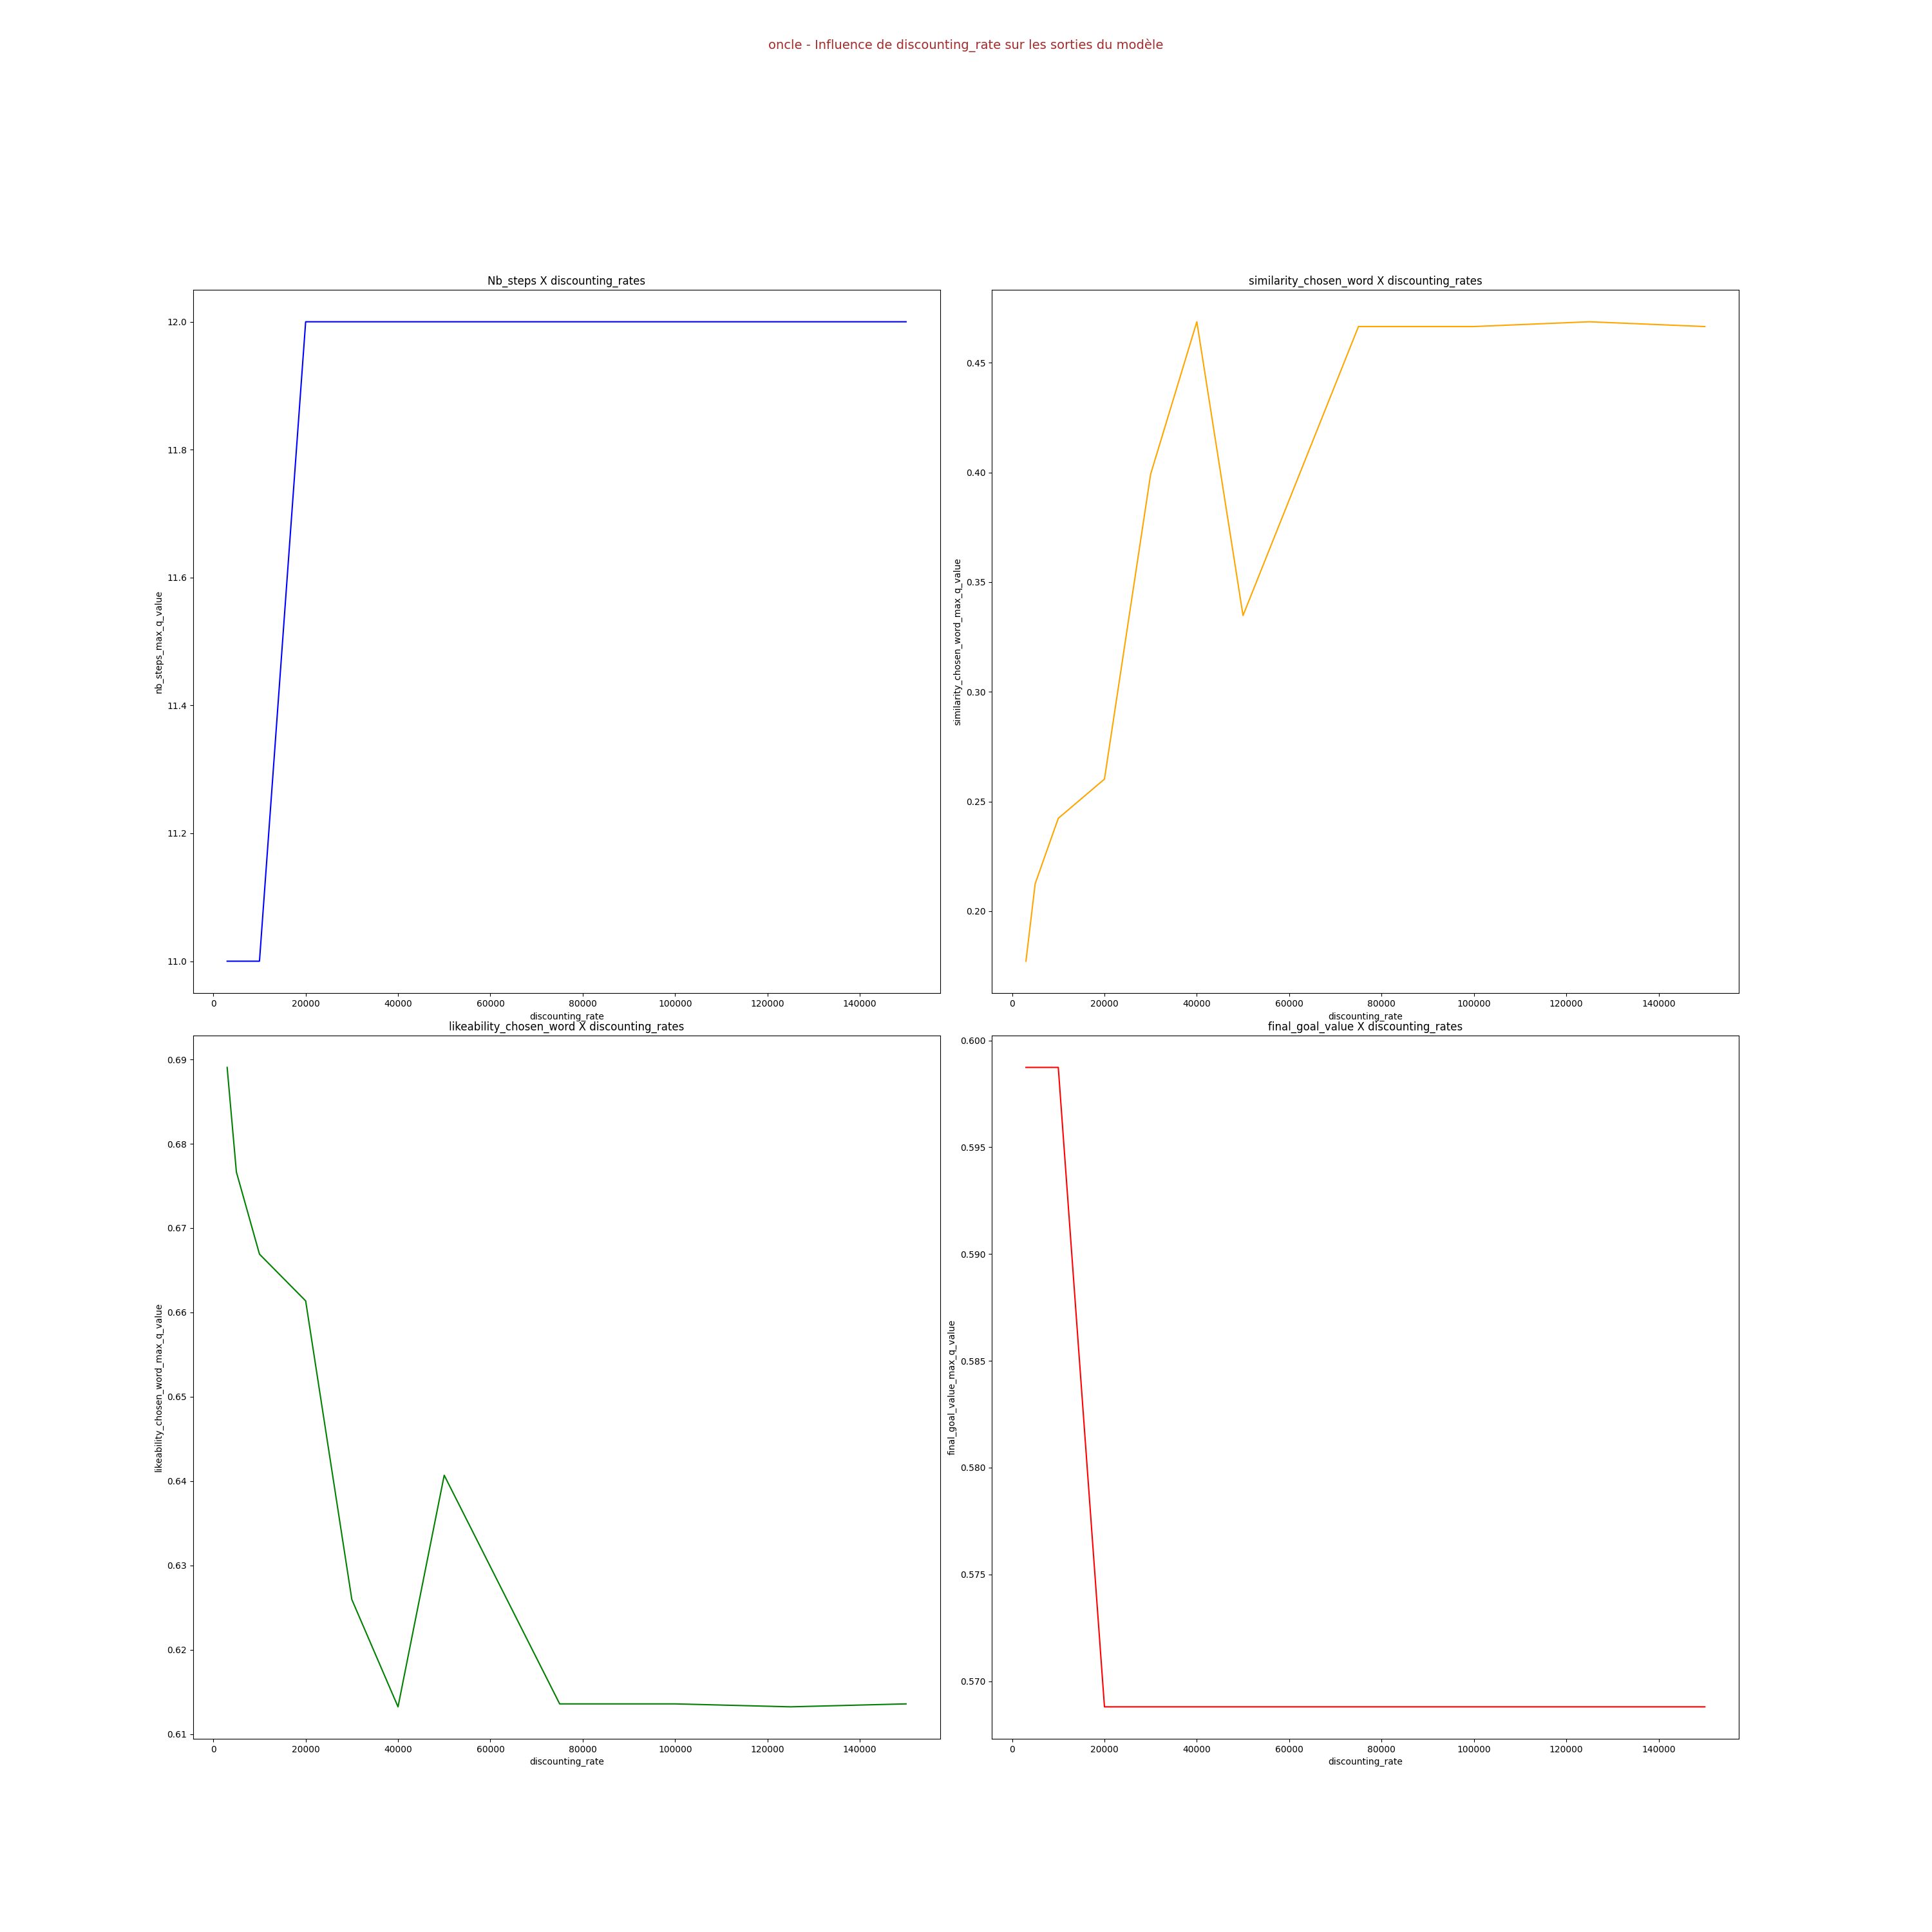 oncle - Influence de discounting_rate sur les sorties du modèle
Nb_steps X discounting_rates
12.0
11.8
11.6
11.4
11.2
11.0
nb_steps_max_q_value
0 20000 40000 60000 80000 100000 120000 140000
discounting_rate
similarity_chosen_word X discounting_rates
0.45
0.40
0.35
0.30
0.25
0.20
similarity_chosen_word_max_q_value
0 20000 40000 60000 80000 100000 120000 140000
discounting_rate
likeability_chosen_word X discounting_rates
0.69
0.68
0.67
0.66
0.65
0.64
0.63
0.62
0.61
likeability_chosen_word_max_q_value
0 20000 40000 60000 80000 100000 120000 140000
discounting_rate
final_goal_value X discounting_rates
0.600
0.595
0.590
0.585
0.580
0.575
0.570
final_goal_value_max_q_value
0 20000 40000 60000 80000 100000 120000 140000
discounting_rate